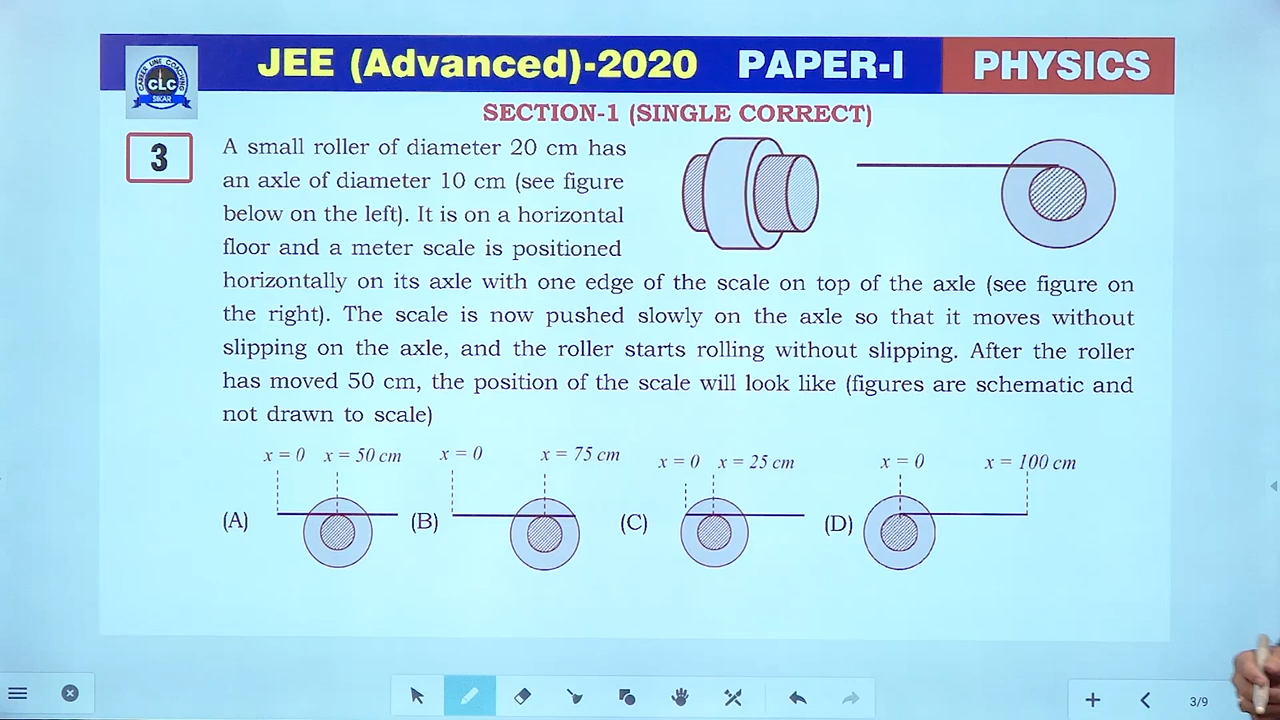 JEE (Advanced)-2020 PAPER-I PHYSICS
CAREER LINE COACHING
CLC
SIKAR
SECTION-1 (SINGLE CORRECT)
3
A small roller of diameter 20 cm has
an axle of diameter 10 cm (see figure
below on the left). It is on a horizontal
floor and a meter scale is positioned
horizontally on its axle with one edge of the scale on top of the axle (see figure on
the right). The scale is now pushed slowly on the axle so that it moves without
slipping on the axle, and the roller starts rolling without slipping. After the roller
has moved 50 cm, the position of the scale will look like (figures are schematic and
not drawn to scale)
x = 0 x = 50 cm x = 0 x = 75 cm x = 0 x = 25 cm x = 0 x = 100 cm
(A) (B) (C) (D)
3/9